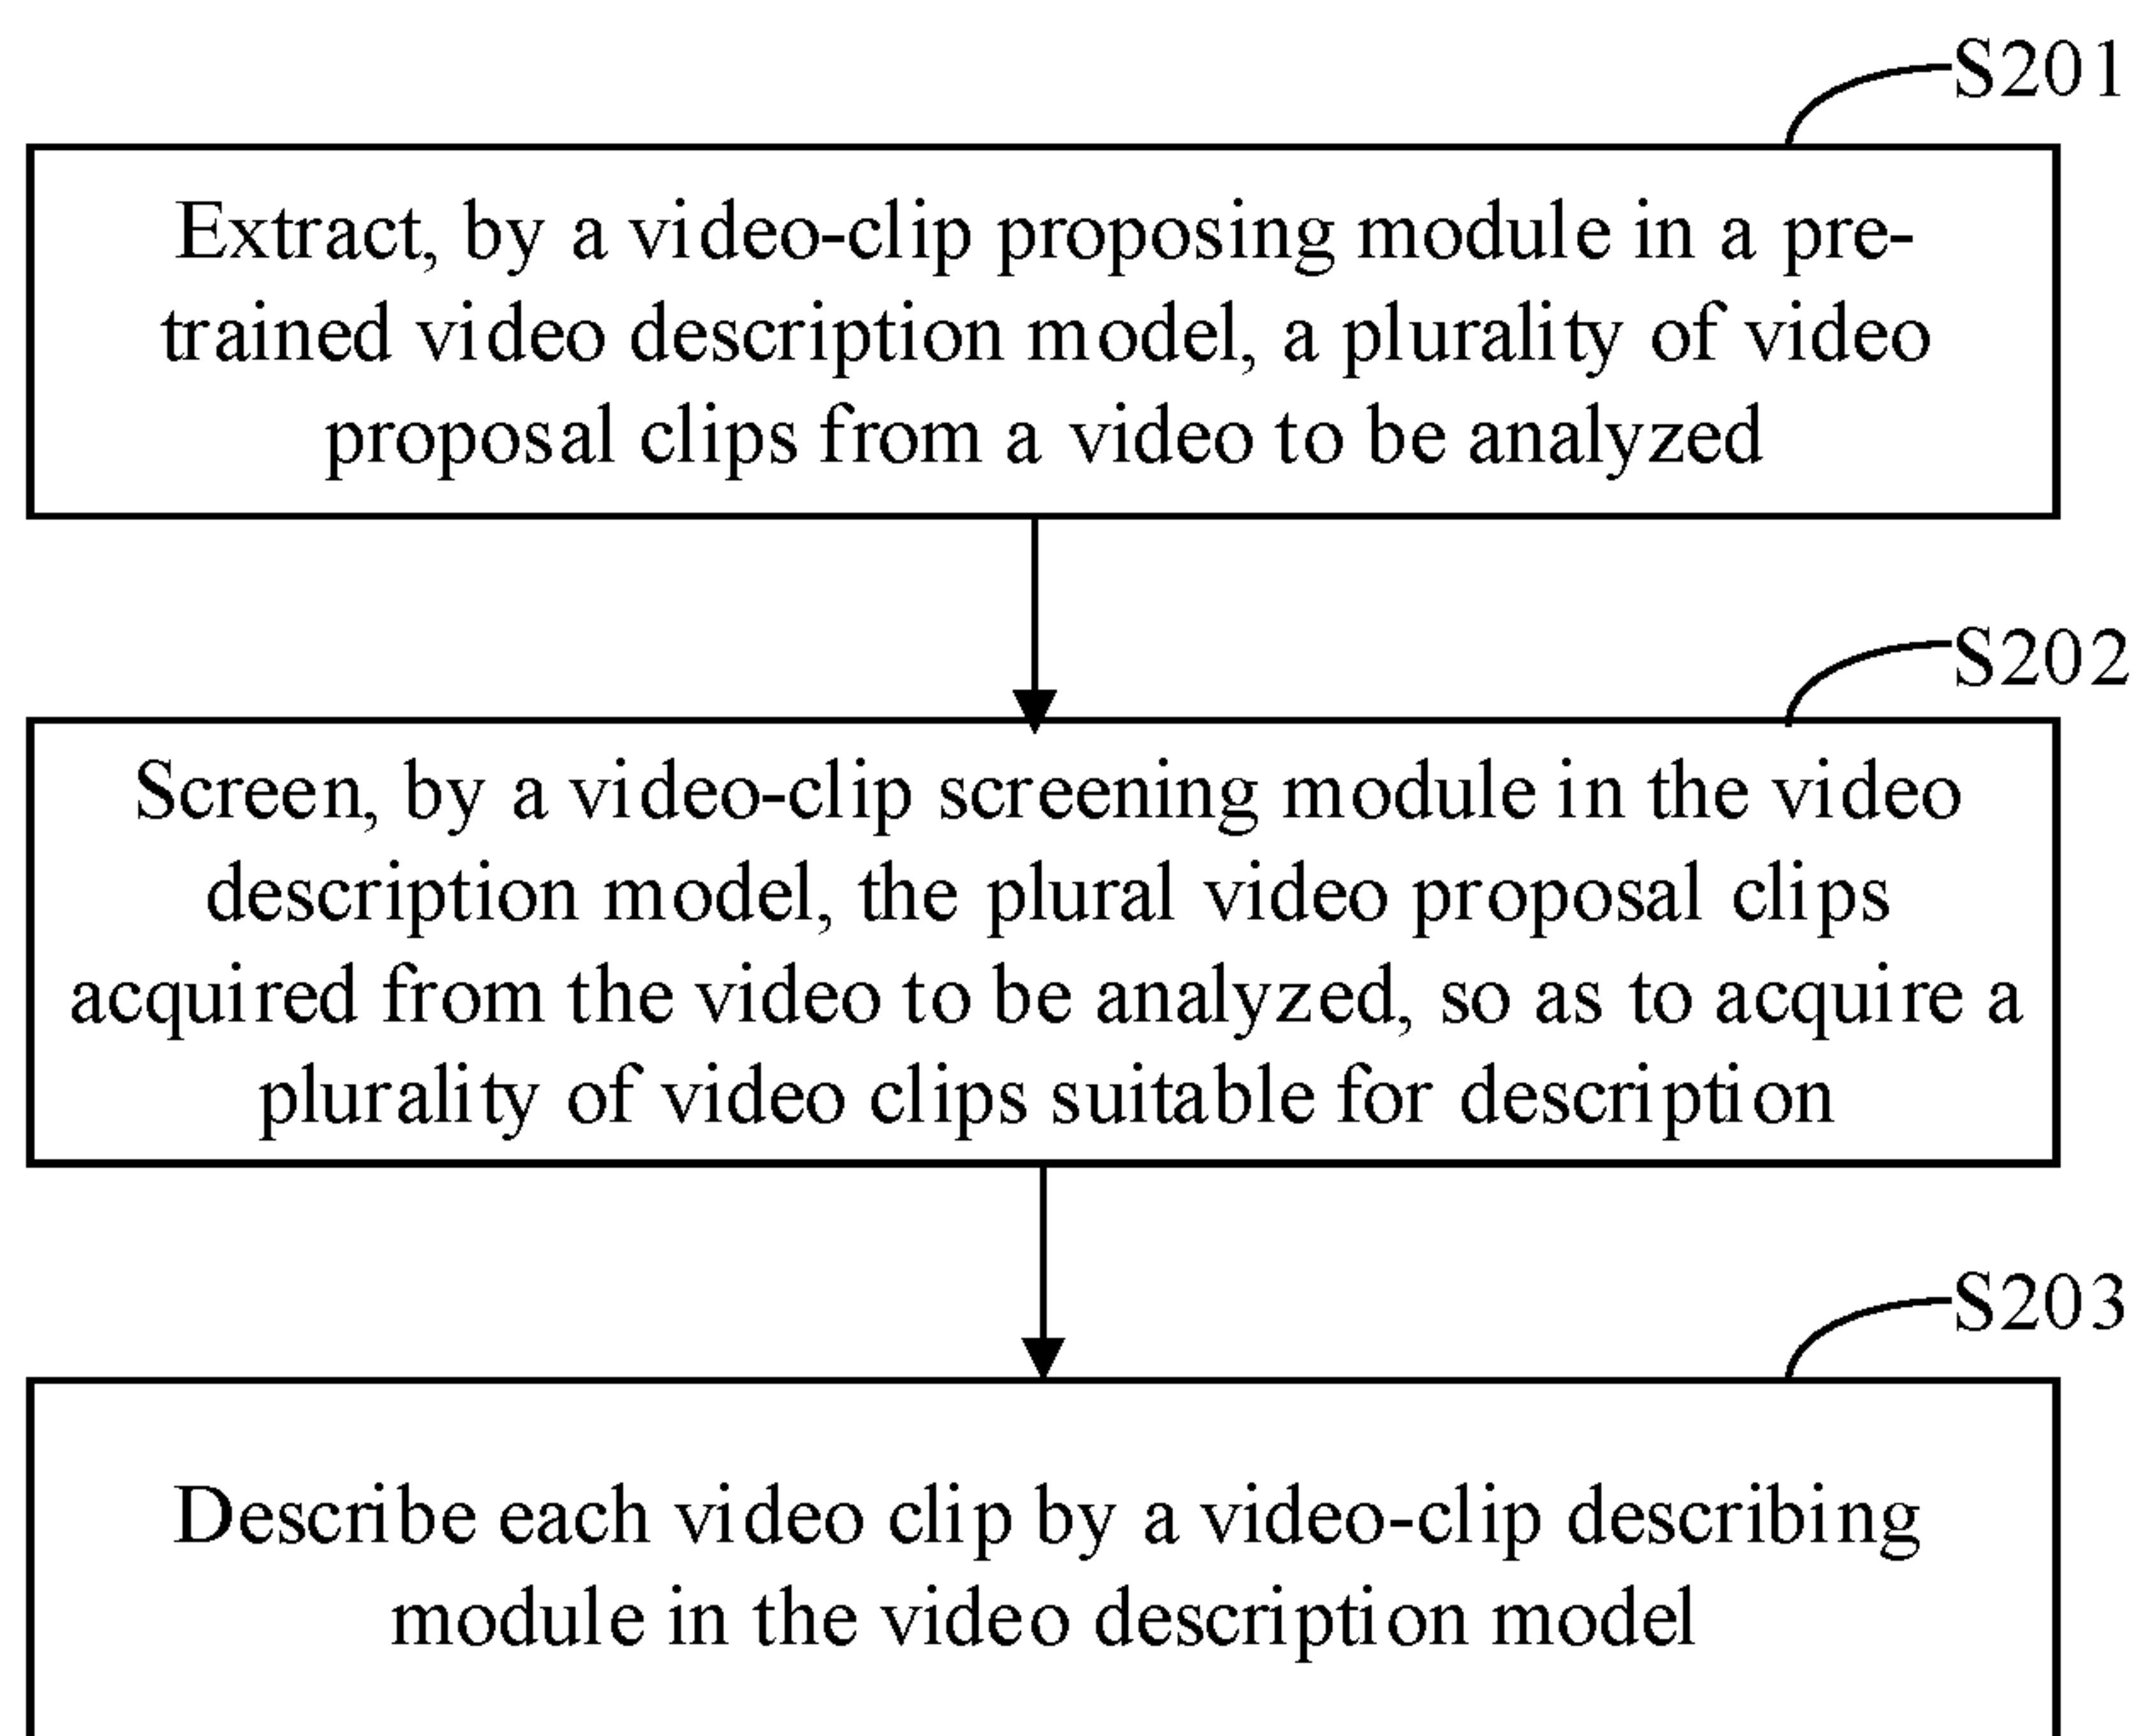 S201
Extract, by a video-clip proposing module in a pre-
trained video description model, a plurality of video
proposal clips from a video to be analyzed
S202
Screen, by a video-clip screening module in the video
description model, the plural video proposal clips
acquired from the video to be analyzed, so as to acquire a
plurality of video clips suitable for description
S203
Describe each video clip by a video-clip describing
module in the video description model